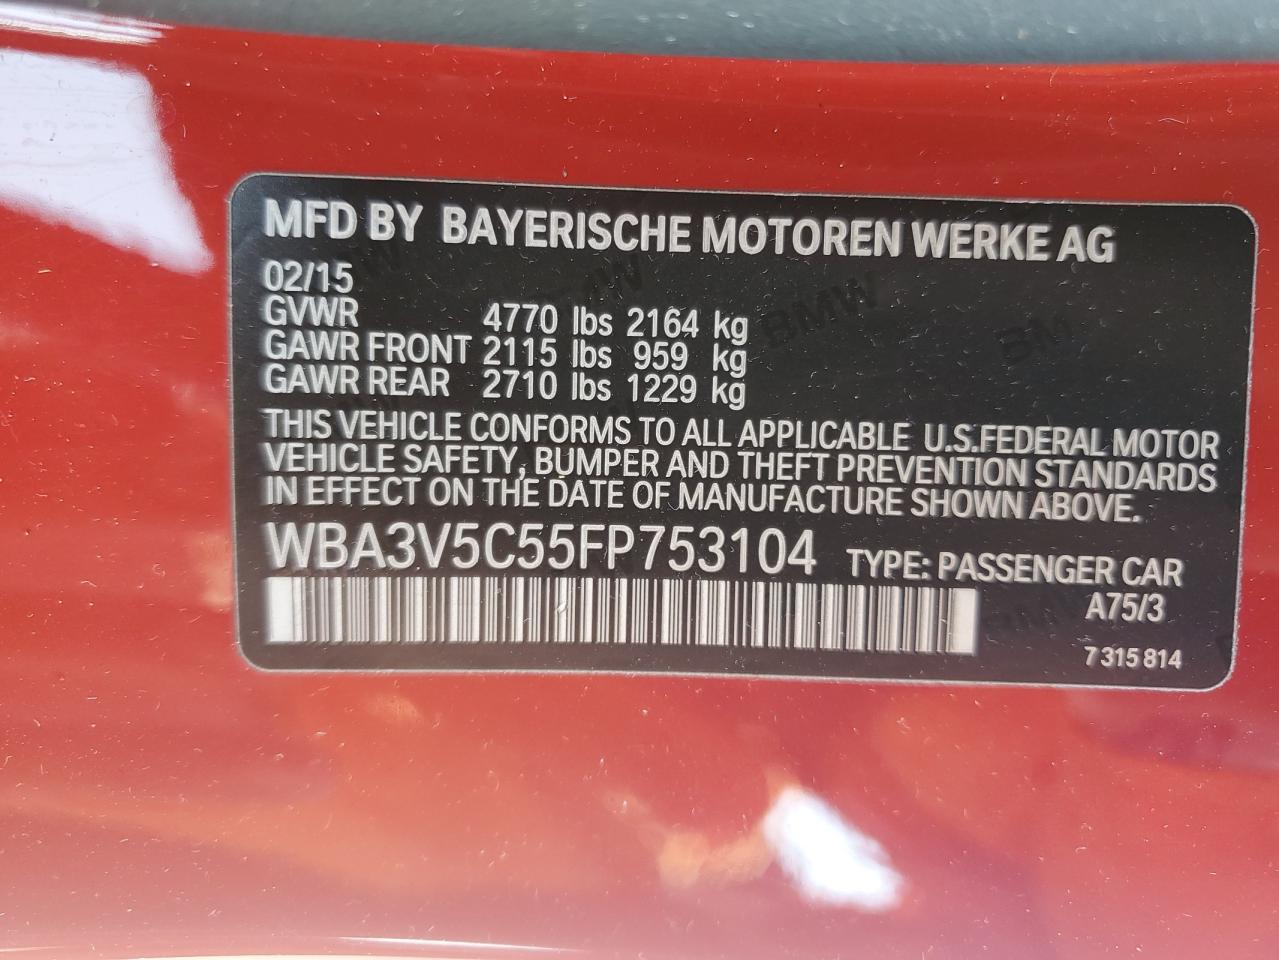 MFD BY BAYERISCHE MOTOREN WERKE AG
02/15
GVWR 4770 lbs 2164 kg
GAWR FRONT 2115 lbs 959 kg
GAWR REAR 2710 lbs 1229 kg
THIS VEHICLE CONFORMS TO ALL APPLICABLE U.S.FEDERAL MOTOR
VEHICLE SAFETY, BUMPER AND THEFT PREVENTION STANDARDS
IN EFFECT ON THE DATE OF MANUFACTURE SHOWN ABOVE.
WBA3V5C55FP753104 TYPE: PASSENGER CAR
A75/3
7 315 814